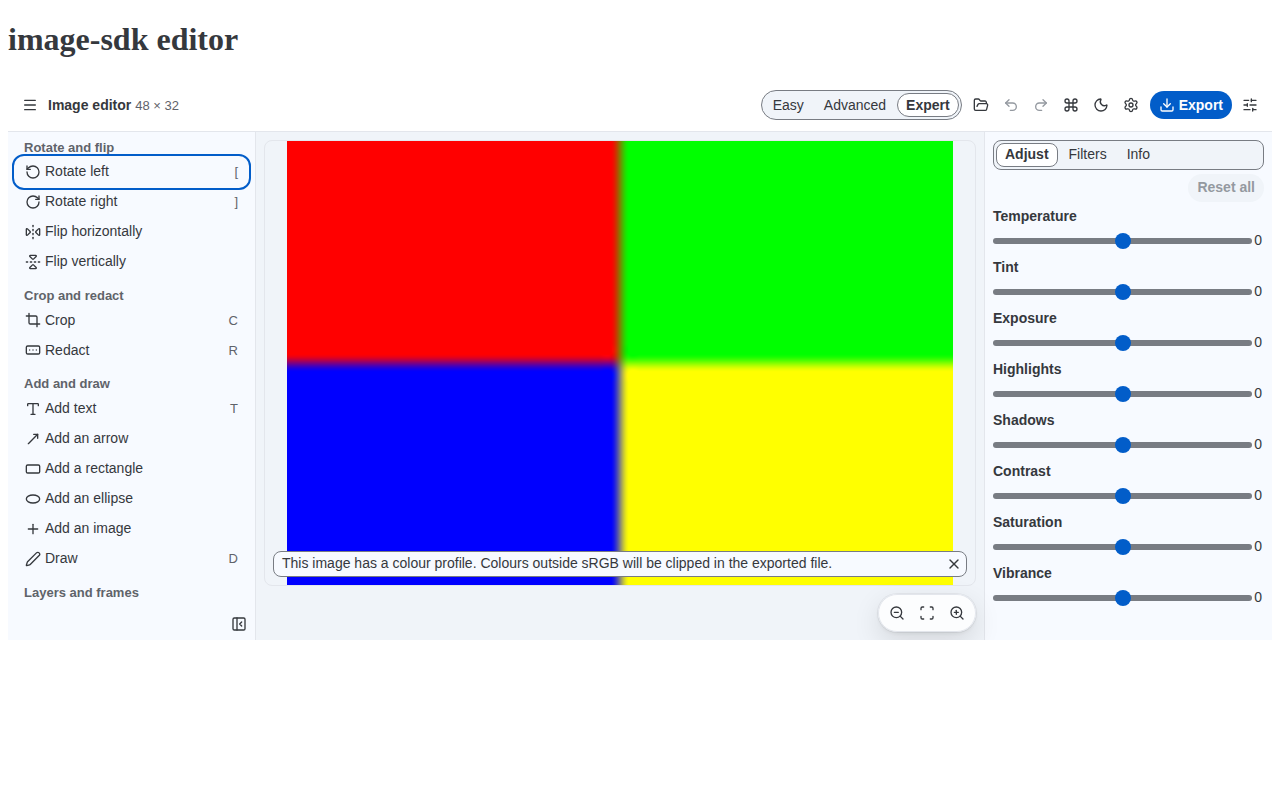 image-sdk editor
Image editor 48 × 32
Easy Advanced Expert
Export
Rotate and flip
Rotate left [
Rotate right ]
Flip horizontally
Flip vertically
Crop and redact
Crop C
Redact R
Add and draw
Add text T
Add an arrow
Add a rectangle
Add an ellipse
Add an image
Draw D
Layers and frames
This image has a colour profile. Colours outside sRGB will be clipped in the exported file.
Adjust Filters Info
Reset all
Temperature
0
Tint
0
Exposure
0
Highlights
0
Shadows
0
Contrast
0
Saturation
0
Vibrance
0